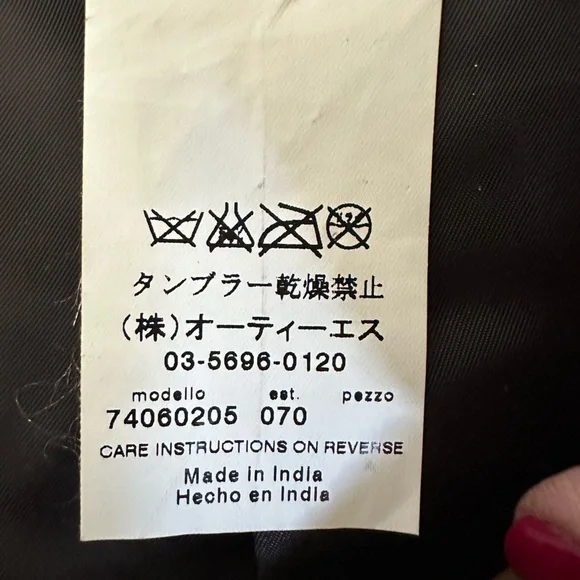 タンブラー乾燥禁止
(株)オーティーエス
03-5696-0120
modello est. pezzo
74060205 070
CARE INSTRUCTIONS ON REVERSE
Made in India
Hecho en India